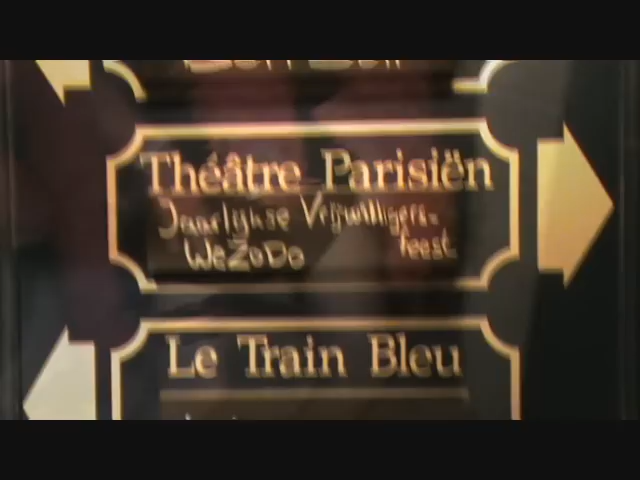 Théâtre Parisiën
Jaarlijkse Vrijwilligers-
WeZoDo feest
Le Train Bleu